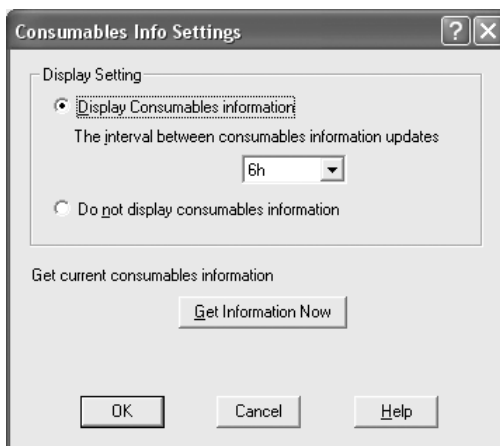 Consumables Info Settings
Display Setting
Display Consumables information
The interval between consumables information updates
6h
Do not display consumables information
Get current consumables information
Get Information Now
OK Cancel Help